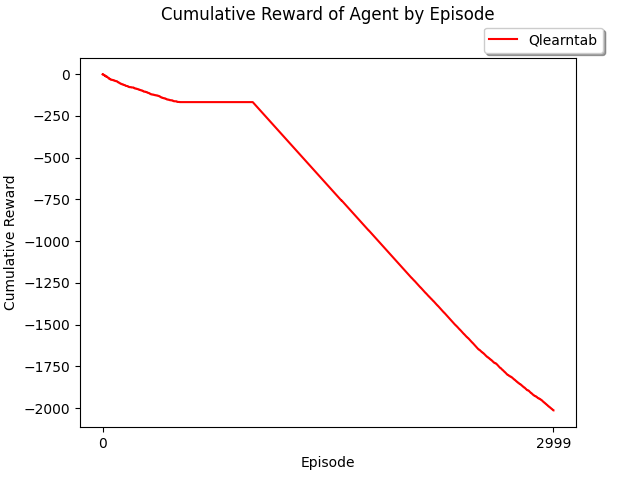 Cumulative Reward of Agent by Episode
Qlearntab
0
−250
−500
−750
−1000
−1250
−1500
−1750
−2000
Cumulative Reward
0
2999
Episode